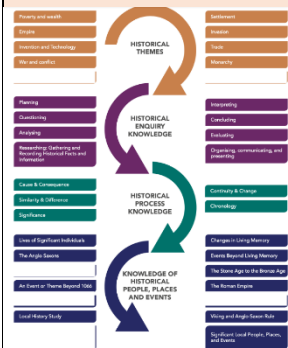 Poverty and wealth
Empire
Invention and Technology
War and conflict
HISTORICAL
THEMES
Settlement
Invasion
Trade
Monarchy
Planning
Questioning
Analysing
Researching: Gathering and
Recording Historical Facts and
Information
HISTORICAL
ENQUIRY
KNOWLEDGE
Interpreting
Concluding
Evaluating
Organising, communicating, and
presenting
Cause & Consequence
Similarity & Difference
Significance
HISTORICAL
PROCESS
KNOWLEDGE
Continuity & Change
Chronology
Lives of Significant Individuals
The Anglo Saxons
An Event or Theme Beyond 1066
Local History Study
KNOWLEDGE OF
HISTORICAL
PEOPLE, PLACES
AND EVENTS
Changes in Living Memory
Events Beyond Living Memory
The Stone Age to the Bronze Age
The Roman Empire
Viking and Anglo-Saxon Rule
Significant Local People, Places,
and Events